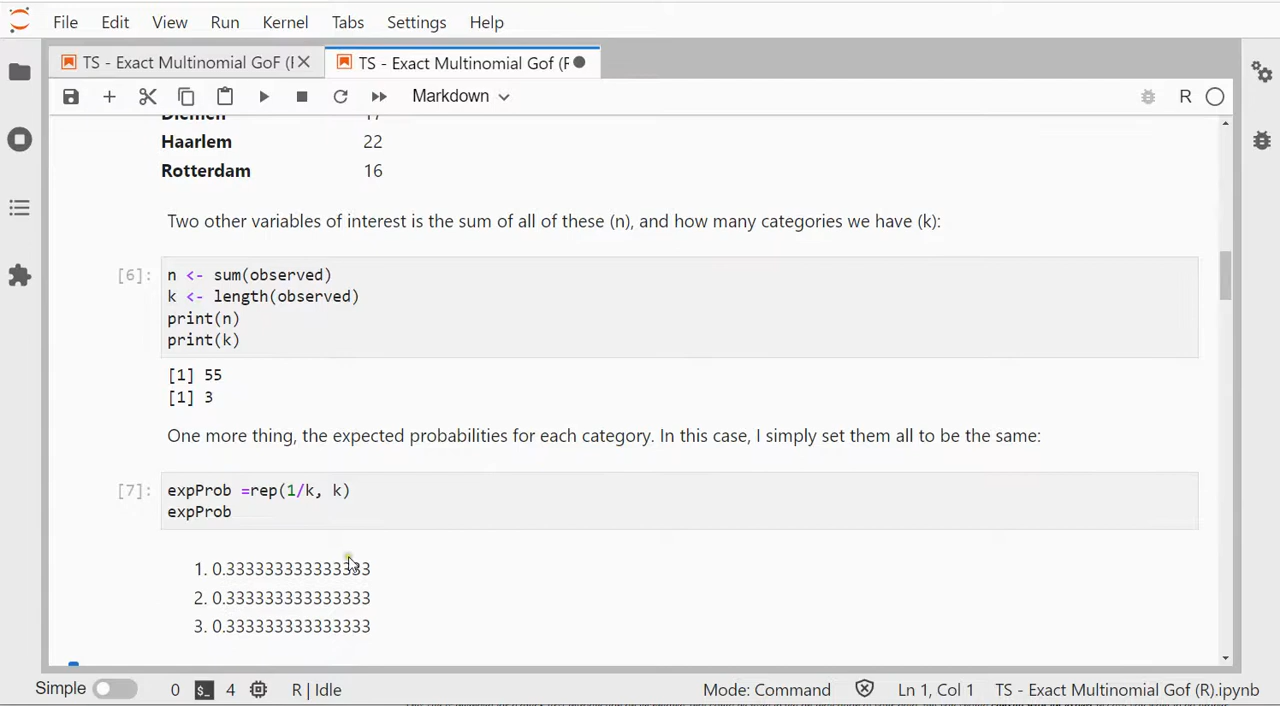 File Edit View Run Kernel Tabs Settings Help
TS - Exact Multinomial GoF (I
TS - Exact Multinomial Gof (F
Markdown
R
Diemen 17
Haarlem 22
Rotterdam 16
Two other variables of interest is the sum of all of these (n), and how many categories we have (k):
[6]: n <- sum(observed)
k <- length(observed)
print(n)
print(k)
[1] 55
[1] 3
One more thing, the expected probabilities for each category. In this case, I simply set them all to be the same:
[7]: expProb =rep(1/k, k)
expProb
1. 0.333333333333333
2. 0.333333333333333
3. 0.333333333333333
Simple 0 4 R | Idle Mode: Command Ln 1, Col 1 TS - Exact Multinomial Gof (R).ipynb